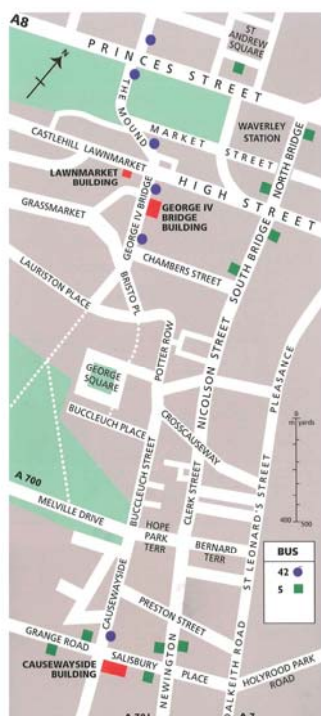 A8
ST
ANDREW
SQUARE
N
PRINCES STREET
THE MOUND
MARKET STREET
WAVERLEY
STATION
NORTH BRIDGE
CASTLEHILL LAWNMARKET
HIGH STREET
LAWNMARKET
BUILDING
GEORGE IV BRIDGE
GEORGE IV
BRIDGE
BUILDING
GRASSMARKET
CHAMBERS STREET
SOUTH BRIDGE
LAURISTON PLACE
BRISTO PL
POTTER ROW
NICOLSON STREET
PLEASANCE
GEORGE
SQUARE
BUCCLEUCH PLACE
CROSSCAUSEWAY
BUCCLEUCH STREET
CLERK STREET
ST LEONARD'S STREET
0
m
yards
400
500
A 700
MELVILLE DRIVE
HOPE
PARK
TERR
BERNARD
TERR
BUS
42
5
CAUSEWAYSIDE
PRESTON STREET
GRANGE ROAD
SALISBURY PLACE
NEWINGTON
DALKEITH ROAD
HOLYROOD PARK
ROAD
CAUSEWAYSIDE
BUILDING